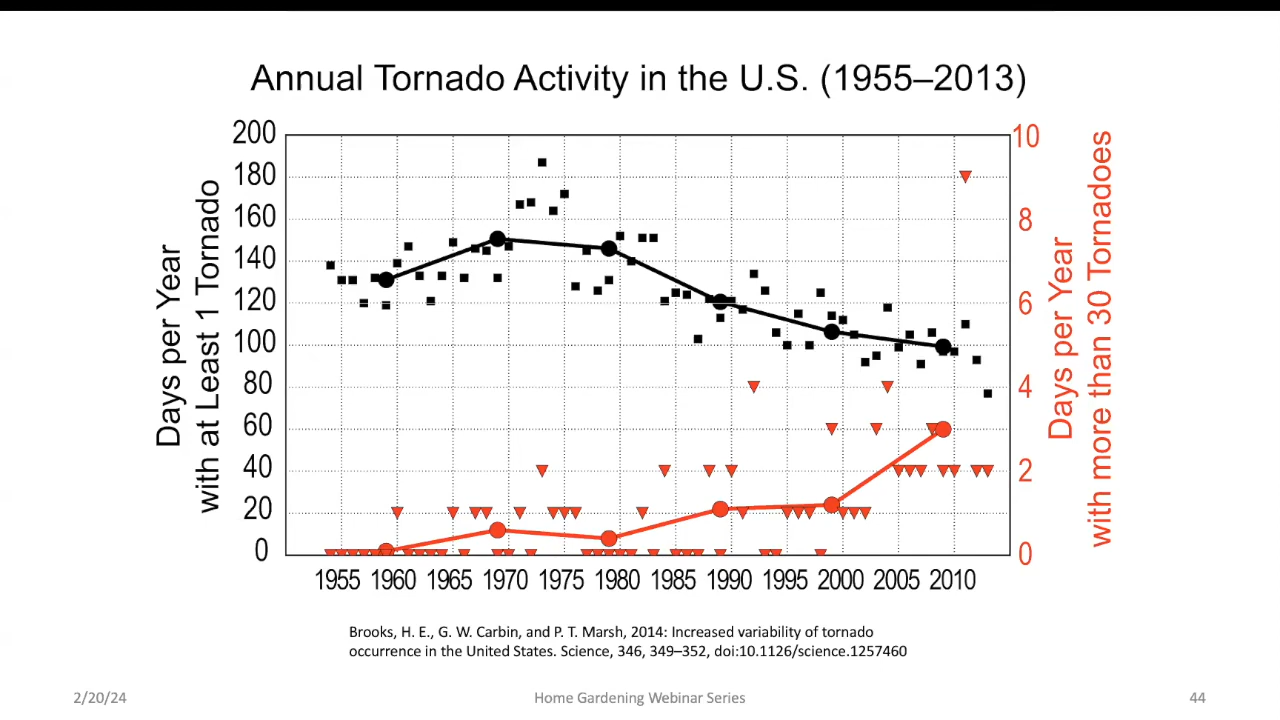 Annual Tornado Activity in the U.S. (1955–2013)
Days per Year
with at Least 1 Tornado
200
180
160
140
120
100
80
60
40
20
0
10
8
6
4
2
0
Days per Year
with more than 30 Tornadoes
1955 1960 1965 1970 1975 1980 1985 1990 1995 2000 2005 2010
Brooks, H. E., G. W. Carbin, and P. T. Marsh, 2014: Increased variability of tornado
occurrence in the United States. Science, 346, 349–352, doi:10.1126/science.1257460
2/20/24
Home Gardening Webinar Series
44